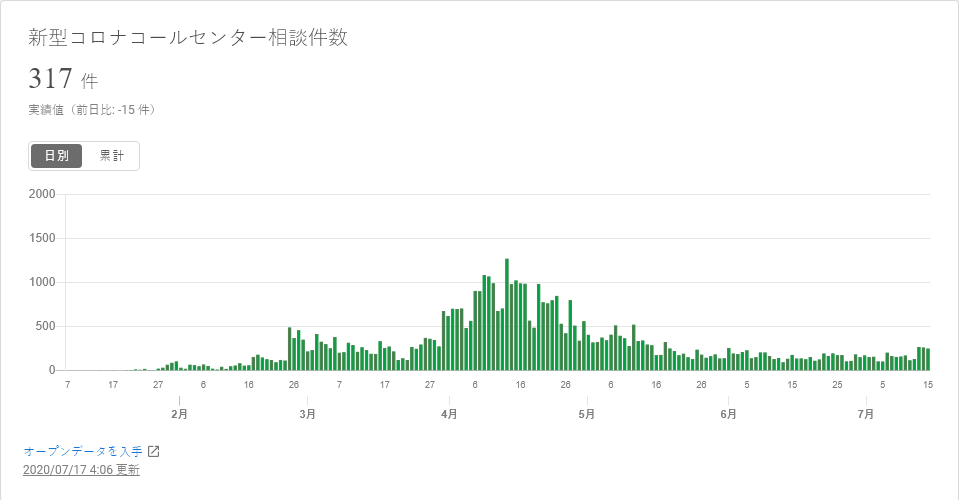 新型コロナコールセンター相談件数
317 件
実績値（前日比: -15 件）
日別 累計
2000
1500
1000
500
0
7 17 27 6 16 26 7 17 27 6 16 26 6 16 26 5 15 25 5 15
2月 3月 4月 5月 6月 7月
オープンデータを入手
2020/07/17 4:06 更新